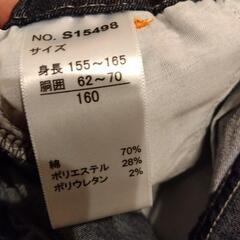 NO. S15498
サイズ
身長 155~165
胴囲 62~70
160
綿 70%
ポリエステル 28%
ポリウレタン 2%